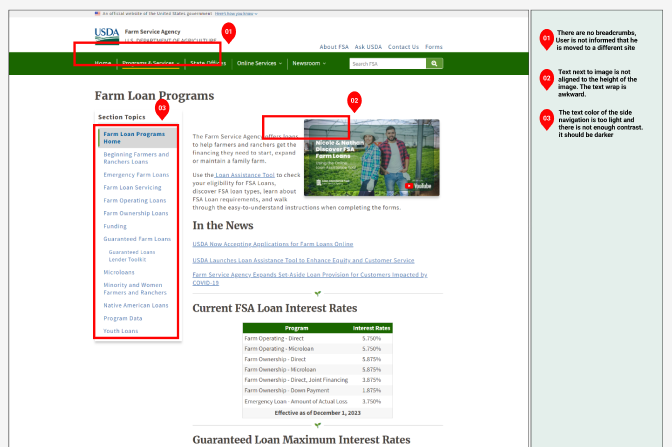 An official website of the United States government Here's how you know
USDA
Farm Service Agency
U.S. DEPARTMENT OF AGRICULTURE
01
About FSA Ask USDA Contact Us Forms
Home Programs & Services State Offices Online Services Newsroom Search FSA
Farm Loan Programs
03
02
Section Topics
Farm Loan Programs
Home
Beginning Farmers and
Ranchers Loans
Emergency Farm Loans
Farm Loan Servicing
Farm Operating Loans
Farm Ownership Loans
Funding
Guaranteed Farm Loans
Guaranteed Loans
Lender Toolkit
Microloans
Minority and Women
Farmers and Ranchers
Native American Loans
Program Data
Youth Loans
The Farm Service Agency offers loans
to help farmers and ranchers get the
financing they need to start, expand
or maintain a family farm.
Use the Loan Assistance Tool to check
your eligibility for FSA Loans,
discover FSA loan types, learn about
FSA Loan requirements, and walk
through the easy-to-understand instructions when completing the forms.
Nicole & Nathan
Discover FSA
Farm Loans
Using the Online
Loan Assistance Tool
YouTube
In the News
USDA Now Accepting Applications for Farm Loans Online
USDA Launches Loan Assistance Tool to Enhance Equity and Customer Service
Farm Service Agency Expands Set-Aside Loan Provision for Customers Impacted by
COVID-19
Current FSA Loan Interest Rates
Program Interest Rates
Farm Operating - Direct 5.750%
Farm Operating - Microloan 5.750%
Farm Ownership - Direct 5.875%
Farm Ownership - Microloan 5.875%
Farm Ownership - Direct, Joint Financing 3.875%
Farm Ownership - Down Payment 1.875%
Emergency Loan - Amount of Actual Loss 3.750%
Effective as of December 1, 2023
Guaranteed Loan Maximum Interest Rates
01
There are no breadcrumbs,
User is not informed that he
is moved to a different site
02
Text next to image is not
aligned to the height of the
image. The text wrap is
awkward.
03
The text color of the side
navigation is too light and
there is not enough contrast.
it should be darker